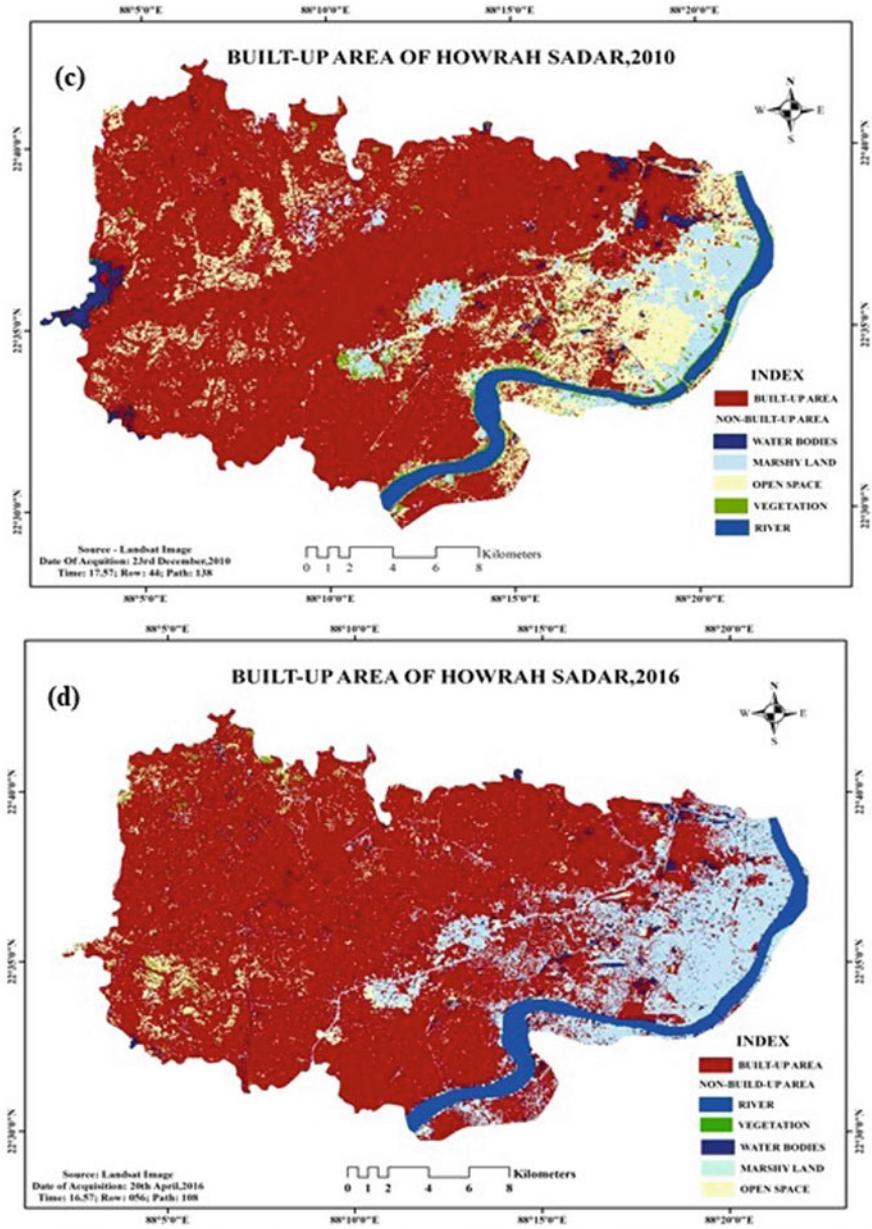 88°5'0"E 88°10'0"E 88°15'0"E 88°20'0"E
(c)
BUILT-UP AREA OF HOWRAH SADAR,2010
N
W E
S
22°40'0"N 22°40'0"N
22°35'0"N 22°35'0"N
22°30'0"N 22°30'0"N
INDEX
BUILT-UP AREA
NON-BUILT-UP AREA
WATER BODIES
MARSHY LAND
OPEN SPACE
VEGETATION
RIVER
Source - Landsat Image
Date Of Acquition: 23rd December,2010
Time: 17.57; Row: 44; Path: 138
Kilometers
0 1 2 4 6 8
88°5'0"E 88°10'0"E 88°15'0"E 88°20'0"E
88°5'0"E 88°10'0"E 88°15'0"E 88°20'0"E
(d)
BUILT-UP AREA OF HOWRAH SADAR,2016
N
W E
S
22°40'0"N 22°40'0"N
22°35'0"N 22°35'0"N
22°30'0"N 22°30'0"N
INDEX
BUILT-UP AREA
NON-BUILD-UP AREA
RIVER
VEGETATION
WATER BODIES
MARSHY LAND
OPEN SPACE
Source: Landsat Image
Date of Acquisition: 20th April,2016
Time: 16.57; Row: 056; Path: 108
Kilometers
0 1 2 4 6 8
88°5'0"E 88°10'0"E 88°15'0"E 88°20'0"E